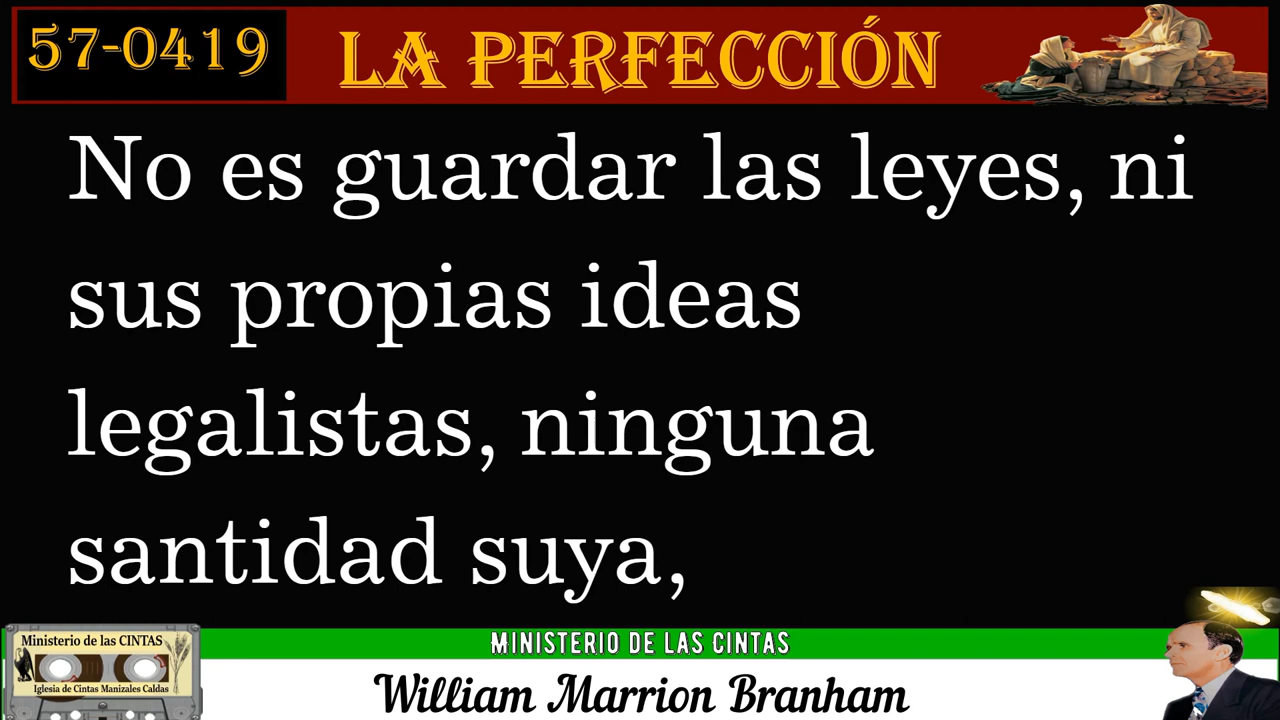 57-0419
LA PERFECCIÓN
No es guardar las leyes, ni
sus propias ideas
legalistas, ninguna
santidad suya,
MINISTERIO DE LAS CINTAS
Ministerio de las CINTAS
Iglesia de Cintas Manizales Caldas
William Marrion Branham